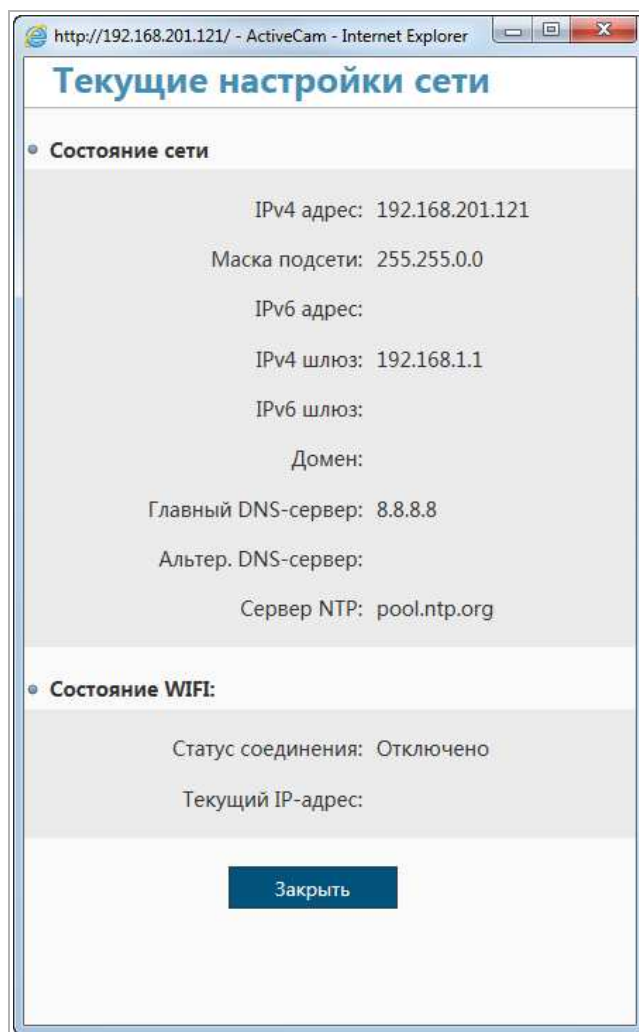 http://192.168.201.121/ - ActiveCam - Internet Explorer
Текущие настройки сети
Состояние сети
IPv4 адрес: 192.168.201.121
Маска подсети: 255.255.0.0
IPv6 адрес:
IPv4 шлюз: 192.168.1.1
IPv6 шлюз:
Домен:
Главный DNS-сервер: 8.8.8.8
Альтер. DNS-сервер:
Сервер NTP: pool.ntp.org
Состояние WIFI:
Статус соединения: Отключено
Текущий IP-адрес:
Закрыть